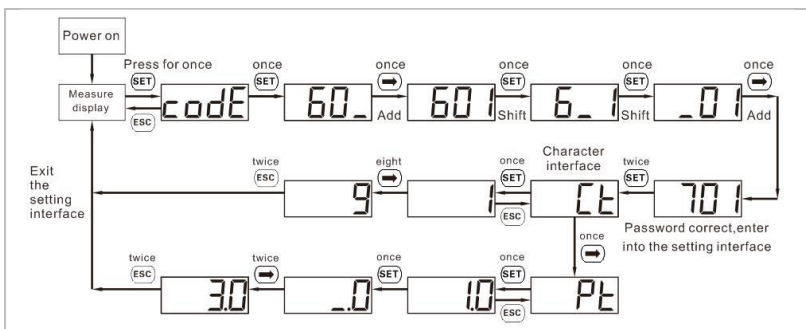 Power on
Press for once
SET
once
SET
once
once
SET
once
SET
once
Measure
display
ESC
codE
60_
Add
601
Shift
6_1
Shift
_01
Add
Exit
the
setting
interface
twice
ESC
eight
once
SET
ESC
Character
interface
twice
SET
9
1
Ct
701
Password correct,enter
into the setting interface
once
twice
ESC
twice
once
SET
once
SET
ESC
3.0
_.0
1.0
Pt